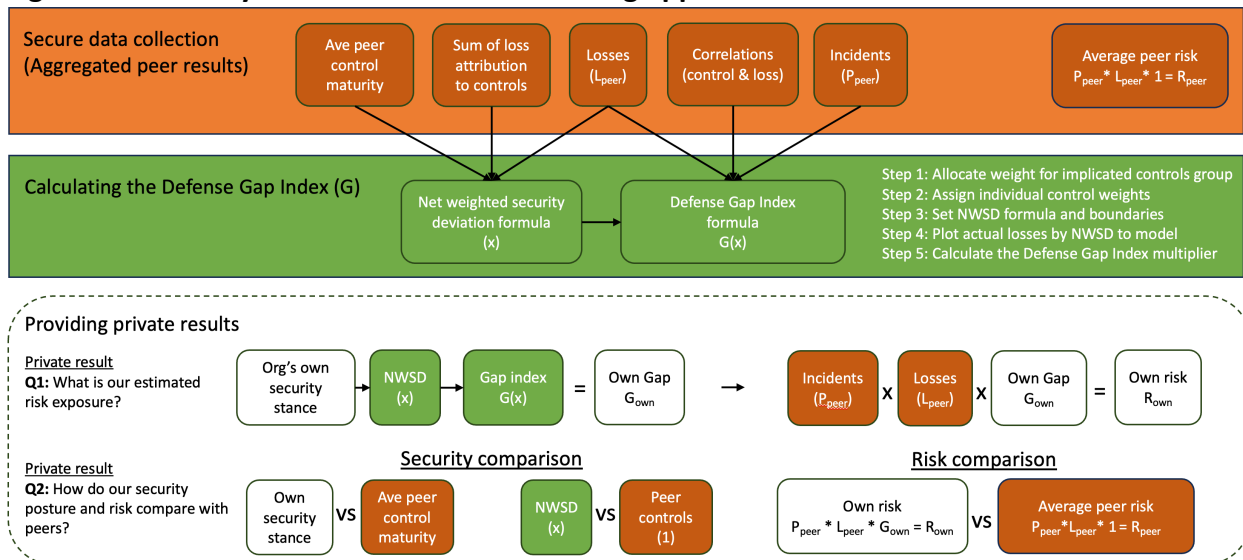 Secure data collection
(Aggregated peer results)
Ave peer
control
maturity
Sum of loss
attribution
to controls
Losses
(Lpeer)
Correlations
(control & loss)
Incidents
(Ppeer)
Average peer risk
Ppeer* Lpeer* 1 = Rpeer
Calculating the Defense Gap Index (G)
Net weighted security
deviation formula
(x)
Defense Gap Index
formula
G(x)
Step 1: Allocate weight for implicated controls group
Step 2: Assign individual control weights
Step 3: Set NWSD formula and boundaries
Step 4: Plot actual losses by NWSD to model
Step 5: Calculate the Defense Gap Index multiplier
Providing private results
Private result
Q1: What is our estimated
risk exposure?
Org's own
security
stance
NWSD
(x)
Gap index
G(x)
=
Own Gap
Gown
Incidents
(Ppeer)
x
Losses
(Lpeer)
x
Own Gap
Gown
=
Own risk
Rown
Private result
Q2: How do our security
posture and risk compare with
peers?
Security comparison
Own
security
stance
VS
Ave peer
control
maturity
NWSD
(x)
VS
Peer
controls
(1)
Risk comparison
Own risk
Ppeer * Lpeer * Gown = Rown
VS
Average peer risk
Ppeer*Lpeer* 1 = Rpeer